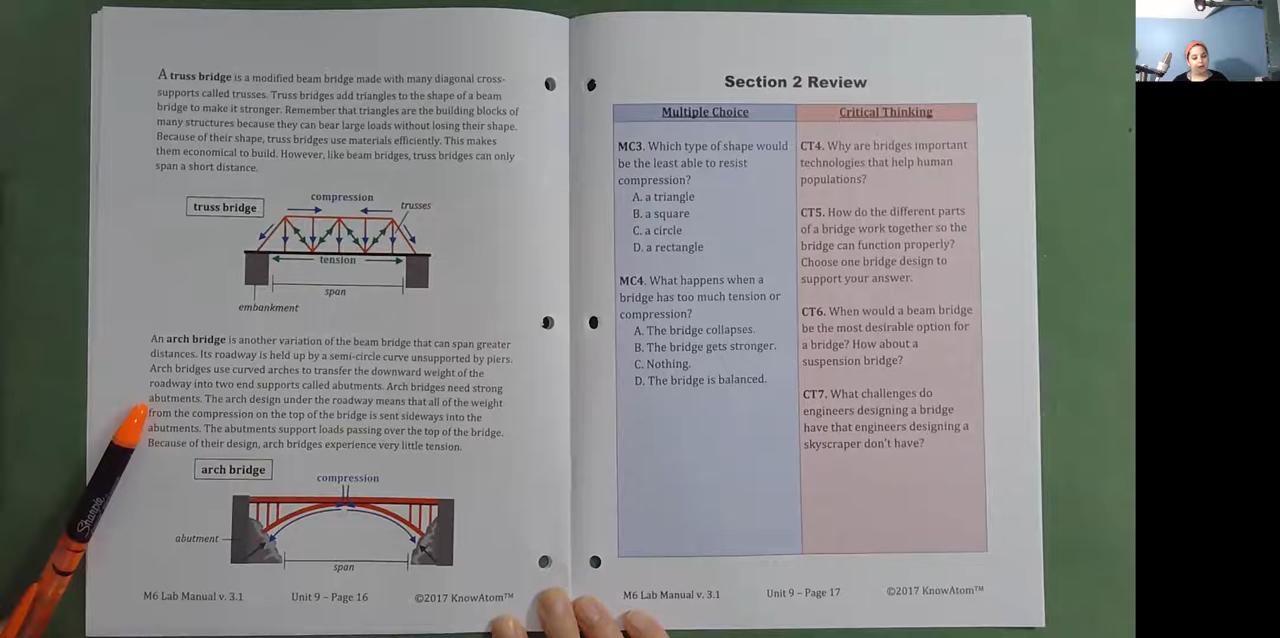 A truss bridge is a modified beam bridge made with many diagonal cross-
supports called trusses. Truss bridges add triangles to the shape of a beam
bridge to make it stronger. Remember that triangles are the building blocks of
many structures because they can bear large loads without losing their shape.
Because of their shape, truss bridges use materials efficiently. This makes
them economical to build. However, like beam bridges, truss bridges can only
span a short distance.
truss bridge
compression
trusses
tension
span
embankment
An arch bridge is another variation of the beam bridge that can span greater
distances. Its roadway is held up by a semi-circle curve unsupported by piers.
Arch bridges use curved arches to transfer the downward weight of the
roadway into two end supports called abutments. Arch bridges need strong
abutments. The arch design under the roadway means that all of the weight
from the compression on the top of the bridge is sent sideways into the
abutments. The abutments support loads passing over the top of the bridge.
Because of their design, arch bridges experience very little tension.
arch bridge
compression
abutment
span
M6 Lab Manual v. 3.1 Unit 9 – Page 16 ©2017 KnowAtom™
Section 2 Review
Multiple Choice
MC3. Which type of shape would
be the least able to resist
compression?
A. a triangle
B. a square
C. a circle
D. a rectangle
MC4. What happens when a
bridge has too much tension or
compression?
A. The bridge collapses.
B. The bridge gets stronger.
C. Nothing.
D. The bridge is balanced.
Critical Thinking
CT4. Why are bridges important
technologies that help human
populations?
CT5. How do the different parts
of a bridge work together so the
bridge can function properly?
Choose one bridge design to
support your answer.
CT6. When would a beam bridge
be the most desirable option for
a bridge? How about a
suspension bridge?
CT7. What challenges do
engineers designing a bridge
have that engineers designing a
skyscraper don't have?
M6 Lab Manual v. 3.1 Unit 9 – Page 17 ©2017 KnowAtom™
Sharpie